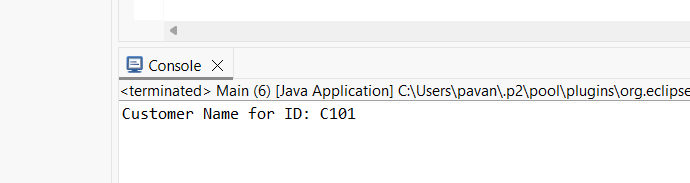 Console
<terminated> Main (6) [Java Application] C:\Users\pavan\.p2\pool\plugins\org.eclipse
Customer Name for ID: C101